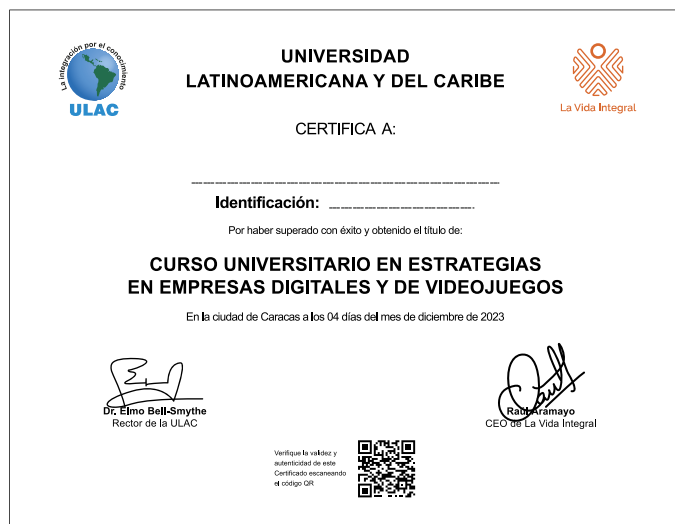 La integración por el conocimiento
ULAC
UNIVERSIDAD
LATINOAMERICANA Y DEL CARIBE
La Vida Integral
CERTIFICA A:
Identificación:
Por haber superado con éxito y obtenido el título de:
CURSO UNIVERSITARIO EN ESTRATEGIAS
EN EMPRESAS DIGITALES Y DE VIDEOJUEGOS
En la ciudad de Caracas a los 04 días del mes de diciembre de 2023
Dr. Elmo Bell-Smythe
Rector de la ULAC
Raúl Aramayo
CEO de La Vida Integral
Verifique la validez y
autenticidad de este
Certificado escaneando
el código QR